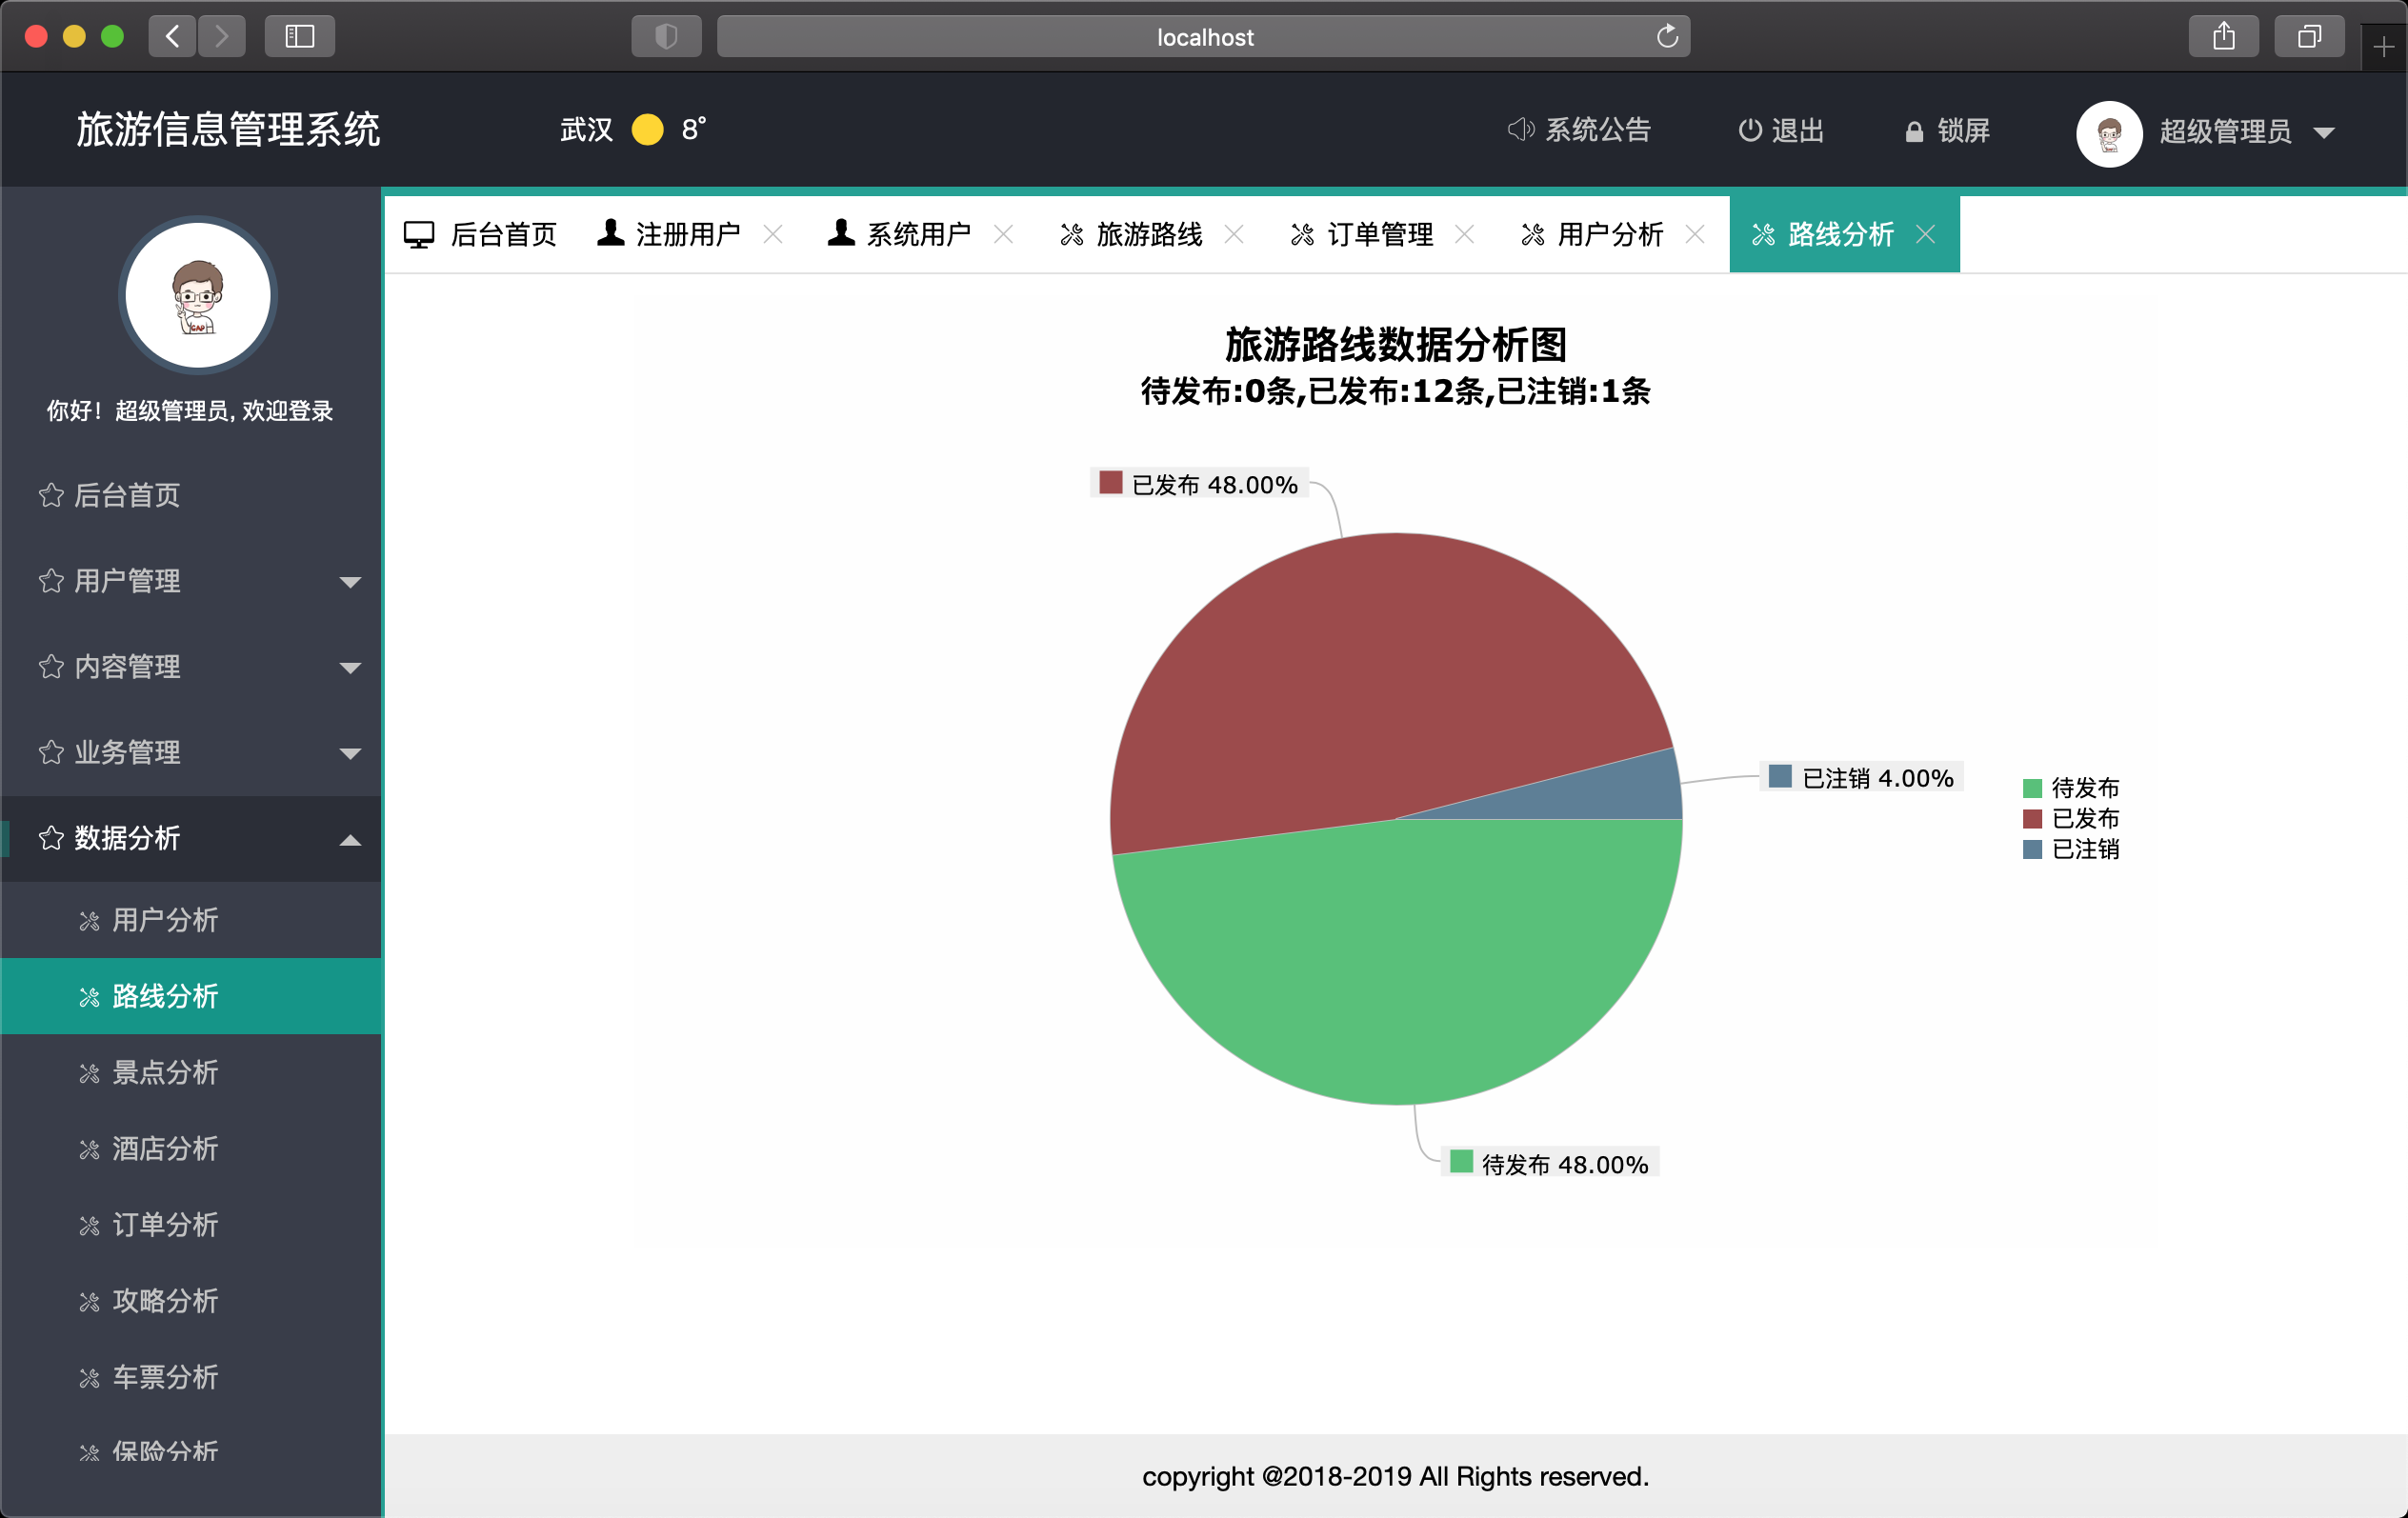 localhost
旅游信息管理系统
武汉 8°
系统公告
退出
锁屏
超级管理员
后台首页
注册用户
系统用户
旅游路线
订单管理
用户分析
路线分析
GAP
你好！超级管理员, 欢迎登录
后台首页
用户管理
内容管理
业务管理
数据分析
用户分析
路线分析
景点分析
酒店分析
订单分析
攻略分析
车票分析
保险分析
旅游路线数据分析图
待发布:0条,已发布:12条,已注销:1条
已发布 48.00%
已注销 4.00%
待发布 48.00%
待发布
已发布
已注销
copyright @2018-2019 All Rights reserved.